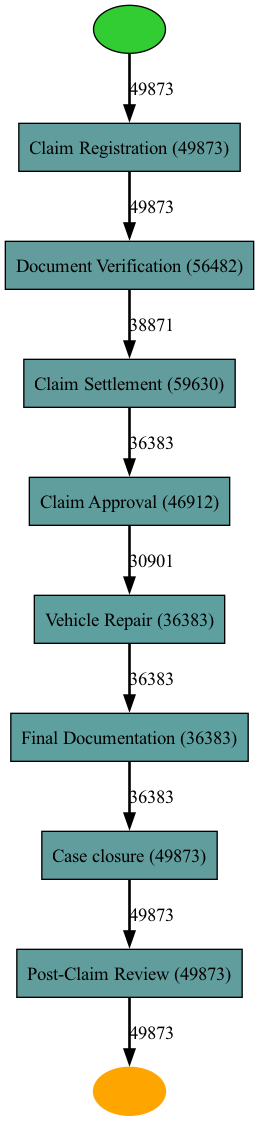 49873
Claim Registration (49873)
49873
Document Verification (56482)
38871
Claim Settlement (59630)
36383
Claim Approval (46912)
30901
Vehicle Repair (36383)
36383
Final Documentation (36383)
36383
Case closure (49873)
49873
Post-Claim Review (49873)
49873